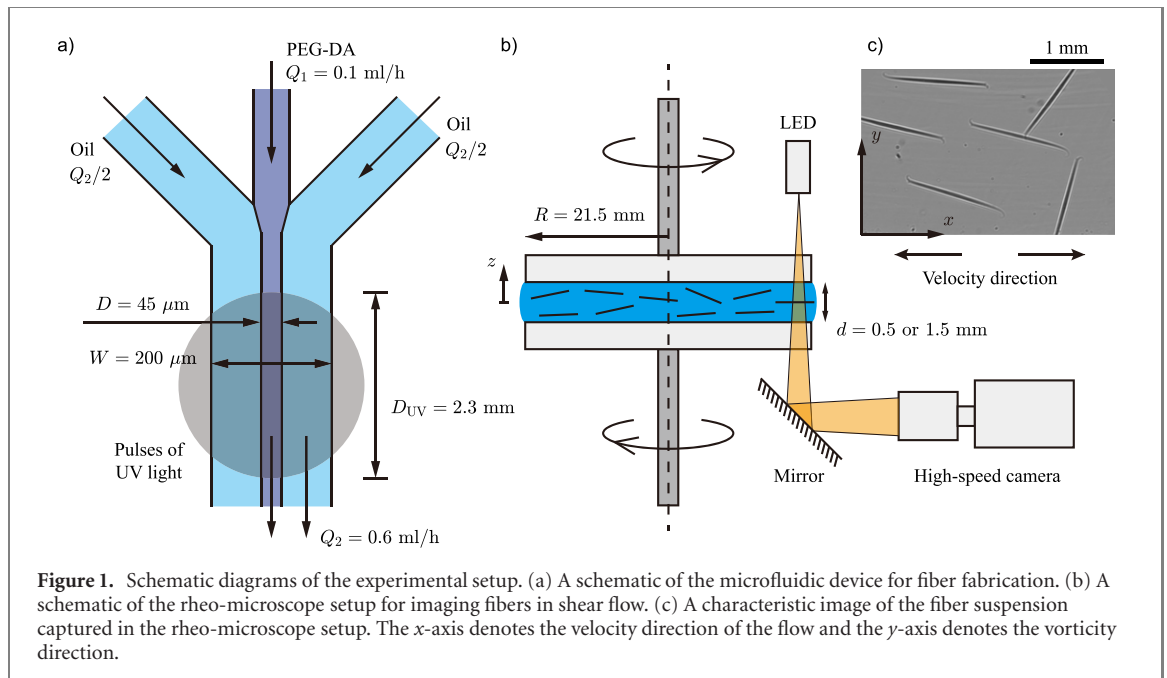 a)
PEG-DA
Q₁ = 0.1 ml/h
Oil
Q₂/2
Oil
Q₂/2
D = 45 μm
W = 200 μm
D_UV = 2.3 mm
Pulses of
UV light
Q₂ = 0.6 ml/h
b)
LED
R = 21.5 mm
z
d = 0.5 or 1.5 mm
Mirror
High-speed camera
c)
1 mm
y
x
Velocity direction
Figure 1. Schematic diagrams of the experimental setup. (a) A schematic of the microfluidic device for fiber fabrication. (b) A
schematic of the rheo-microscope setup for imaging fibers in shear flow. (c) A characteristic image of the fiber suspension
captured in the rheo-microscope setup. The x-axis denotes the velocity direction of the flow and the y-axis denotes the vorticity
direction.